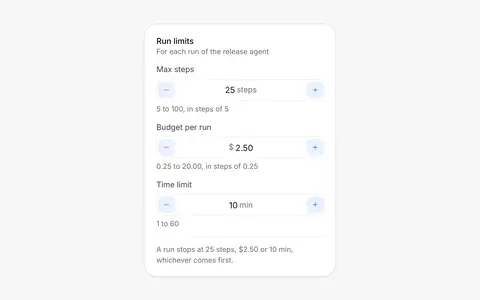 Run limits
For each run of the release agent
Max steps
− 25 steps +
5 to 100, in steps of 5
Budget per run
− $ 2.50 +
0.25 to 20.00, in steps of 0.25
Time limit
− 10 min +
1 to 60
A run stops at 25 steps, $2.50 or 10 min,
whichever comes first.